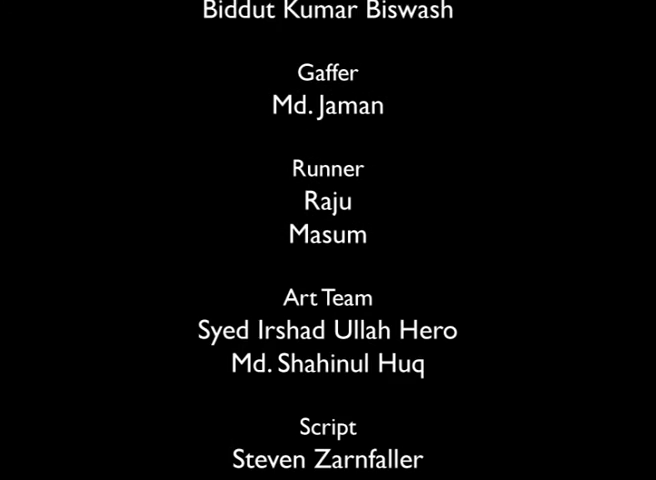 Biddut Kumar Biswash
Gaffer
Md. Jaman
Runner
Raju
Masum
Art Team
Syed Irshad Ullah Hero
Md. Shahinul Huq
Script
Steven Zarnfaller